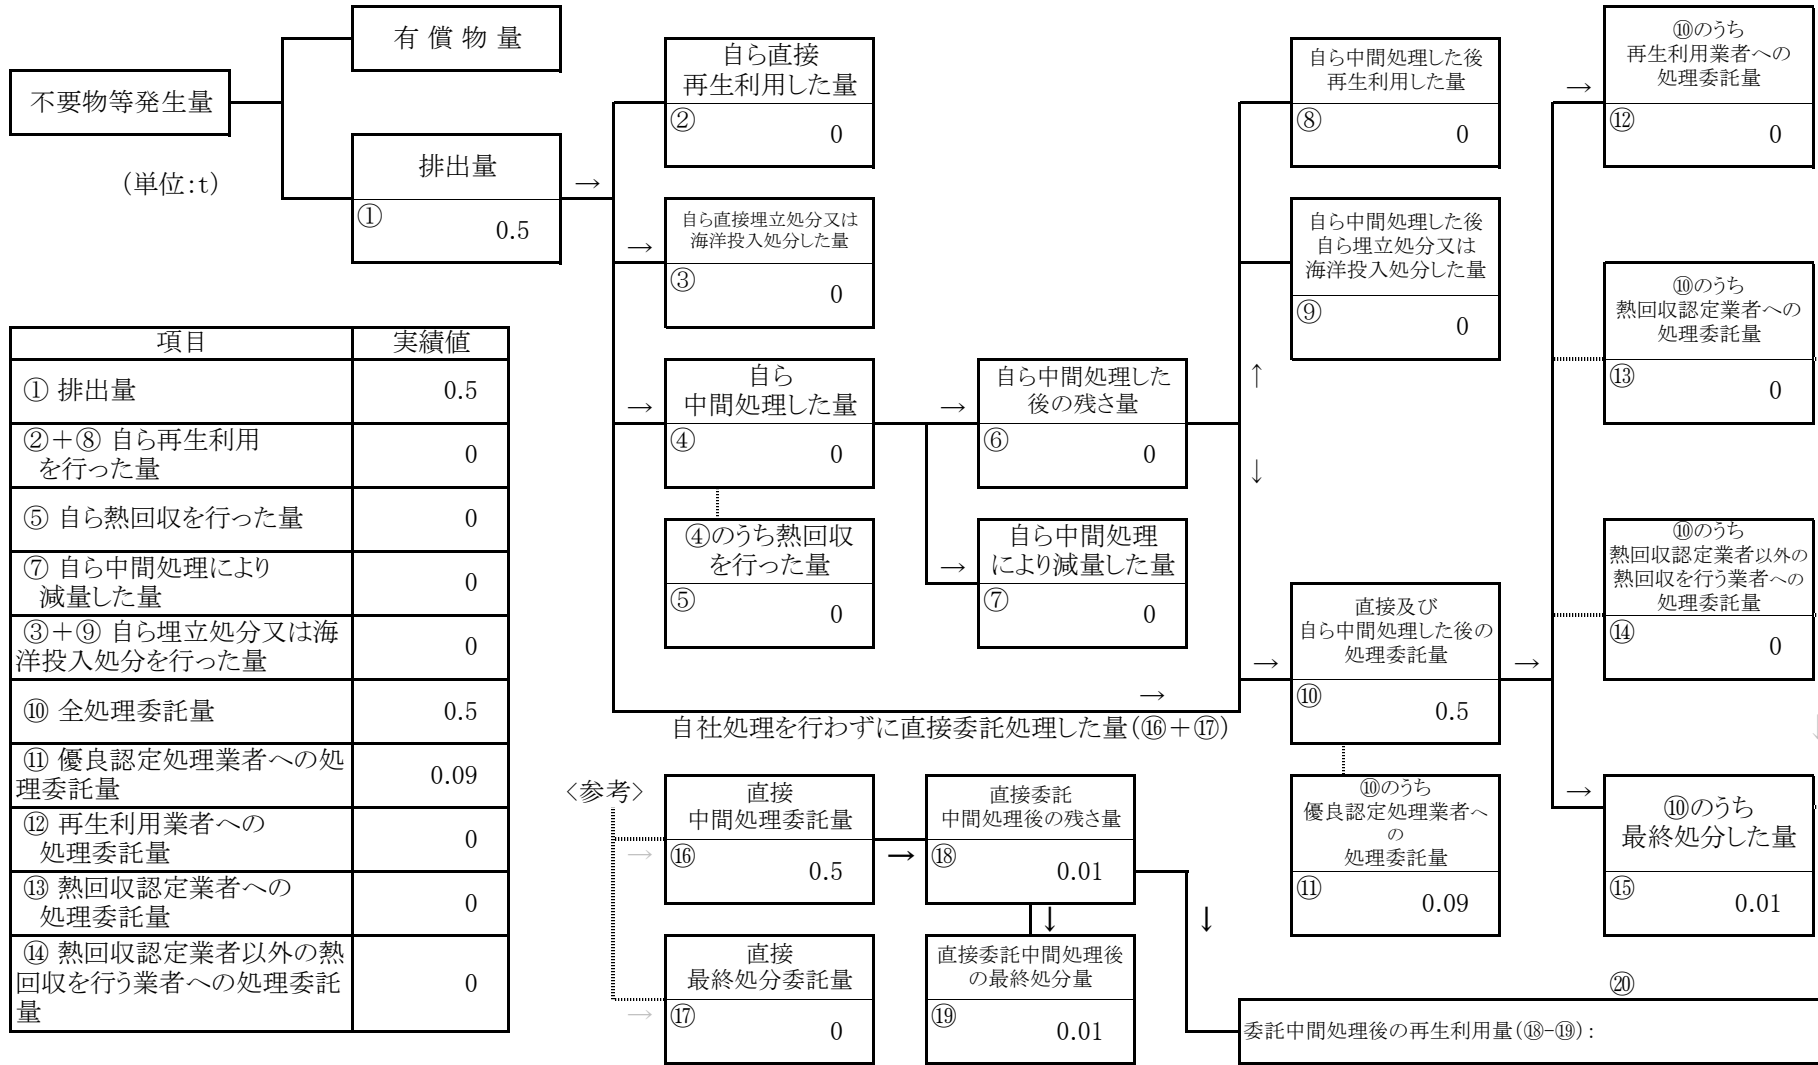 有 償 物 量
不要物等発生量
(単位:t)
排出量
①
0.5
→
自ら直接
再生利用した量
②
0
→
自ら直接埋立処分又は
海洋投入処分した量
③
0
→
自ら
中間処理した量
④
0
④のうち熱回収
を行った量
⑤
0
→
自ら中間処理した
後の残さ量
⑥
0
→
自ら中間処理
により減量した量
⑦
0
自ら中間処理した後
再生利用した量
⑧
0
自ら中間処理した後
自ら埋立処分又は
海洋投入処分した量
⑨
0
↑
↓
→
直接及び
自ら中間処理した後の
処理委託量
⑩
0.5
→
→
自社処理を行わずに直接委託処理した量(⑯+⑰)
⑩のうち
優良認定処理業者へ
の
処理委託量
⑪
0.09
→
⑩のうち
再生利用業者への
処理委託量
⑫
0
⑩のうち
熱回収認定業者への
処理委託量
⑬
0
⑩のうち
熱回収認定業者以外の
熱回収を行う業者への
処理委託量
⑭
0
↓
→
⑩のうち
最終処分した量
⑮
0.01
項目 実績値
① 排出量 0.5
②+⑧ 自ら再生利用
を行った量
0
⑤ 自ら熱回収を行った量 0
⑦ 自ら中間処理により
減量した量
0
③+⑨ 自ら埋立処分又は海
洋投入処分を行った量
0
⑩ 全処理委託量 0.5
⑪ 優良認定処理業者への処
理委託量
0.09
⑫ 再生利用業者への
処理委託量
0
⑬ 熱回収認定業者への
処理委託量
0
⑭ 熱回収認定業者以外の熱
回収を行う業者への処理委託
量
0
<参考>
→
直接
中間処理委託量
⑯
0.5
→
直接委託
中間処理後の残さ量
⑱
0.01
↓
↓
→
直接
最終処分委託量
⑰
0
直接委託中間処理後
の最終処分量
⑲
0.01
⑳
委託中間処理後の再生利用量(⑱-⑲):